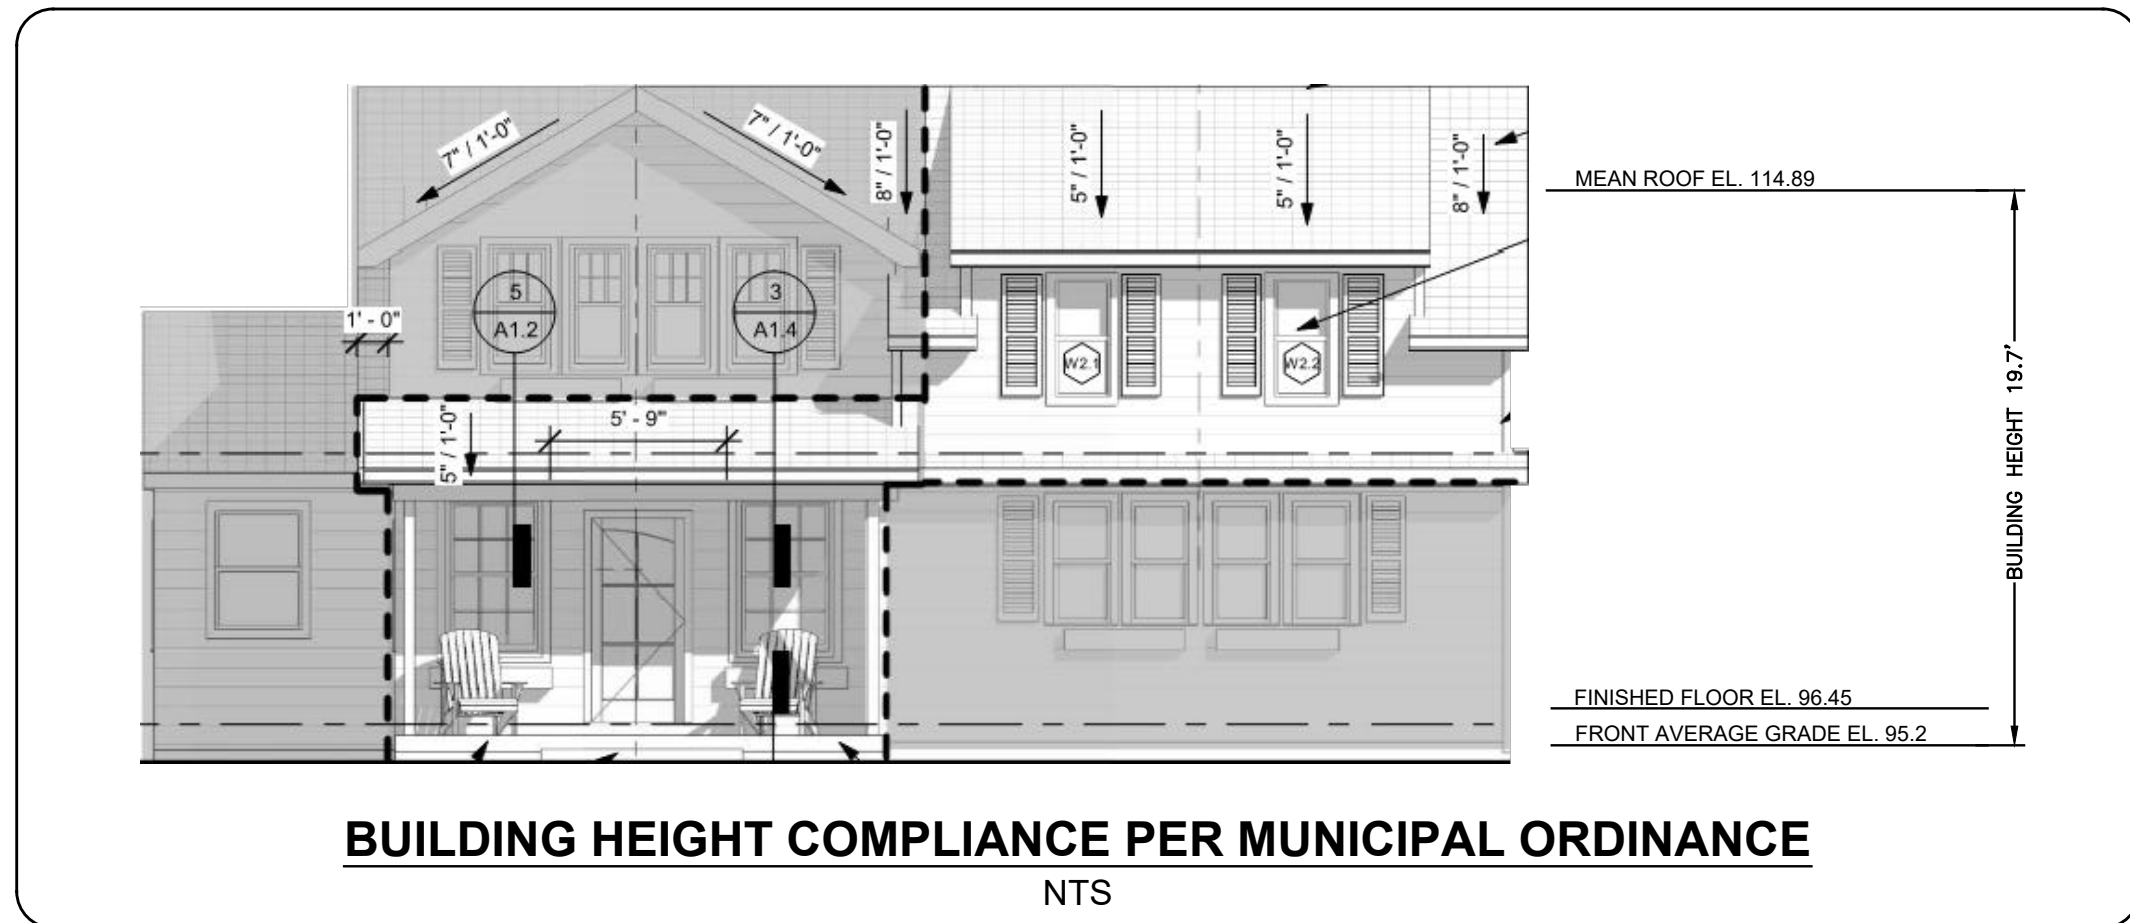 7" / 1'-0"
7" / 1'-0"
8" / 1'-0"
5" / 1'-0"
5" / 1'-0"
8" / 1'-0"
MEAN ROOF EL. 114.89
5
A1.2
3
A1.4
1' - 0"
W2.1
W2.2
5" / 1'-0"
5' - 9"
BUILDING HEIGHT 19.7'
FINISHED FLOOR EL. 96.45
FRONT AVERAGE GRADE EL. 95.2
BUILDING HEIGHT COMPLIANCE PER MUNICIPAL ORDINANCE
NTS